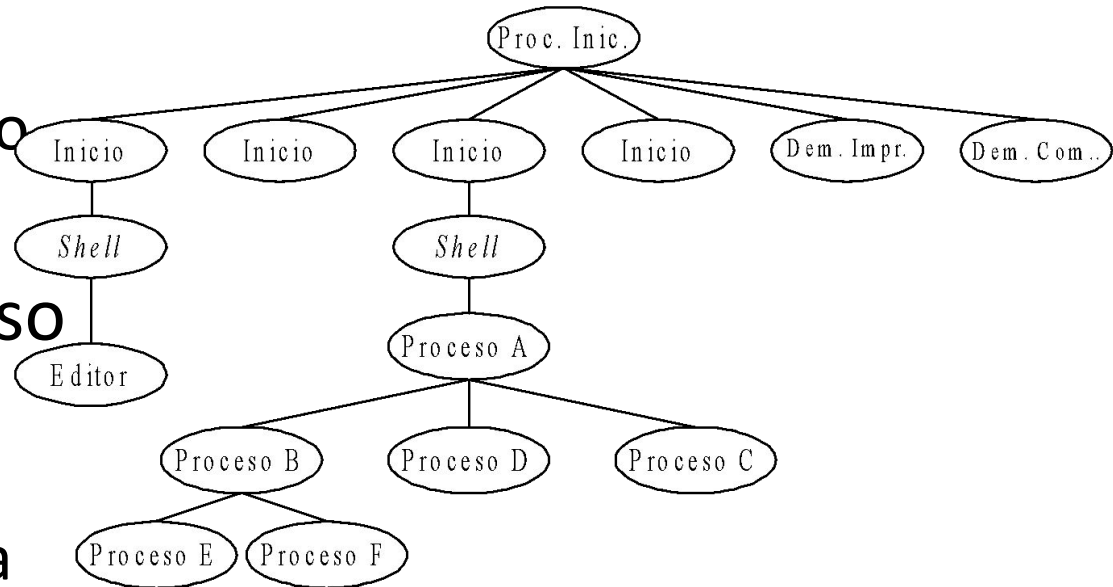 Proc. Inic.
o
Inicio Inicio Inicio Inicio Dem. Impr. Dem. Com..
Shell Shell
so
Proceso A
Editor
Proceso B Proceso D Proceso C
a
Proceso E Proceso F